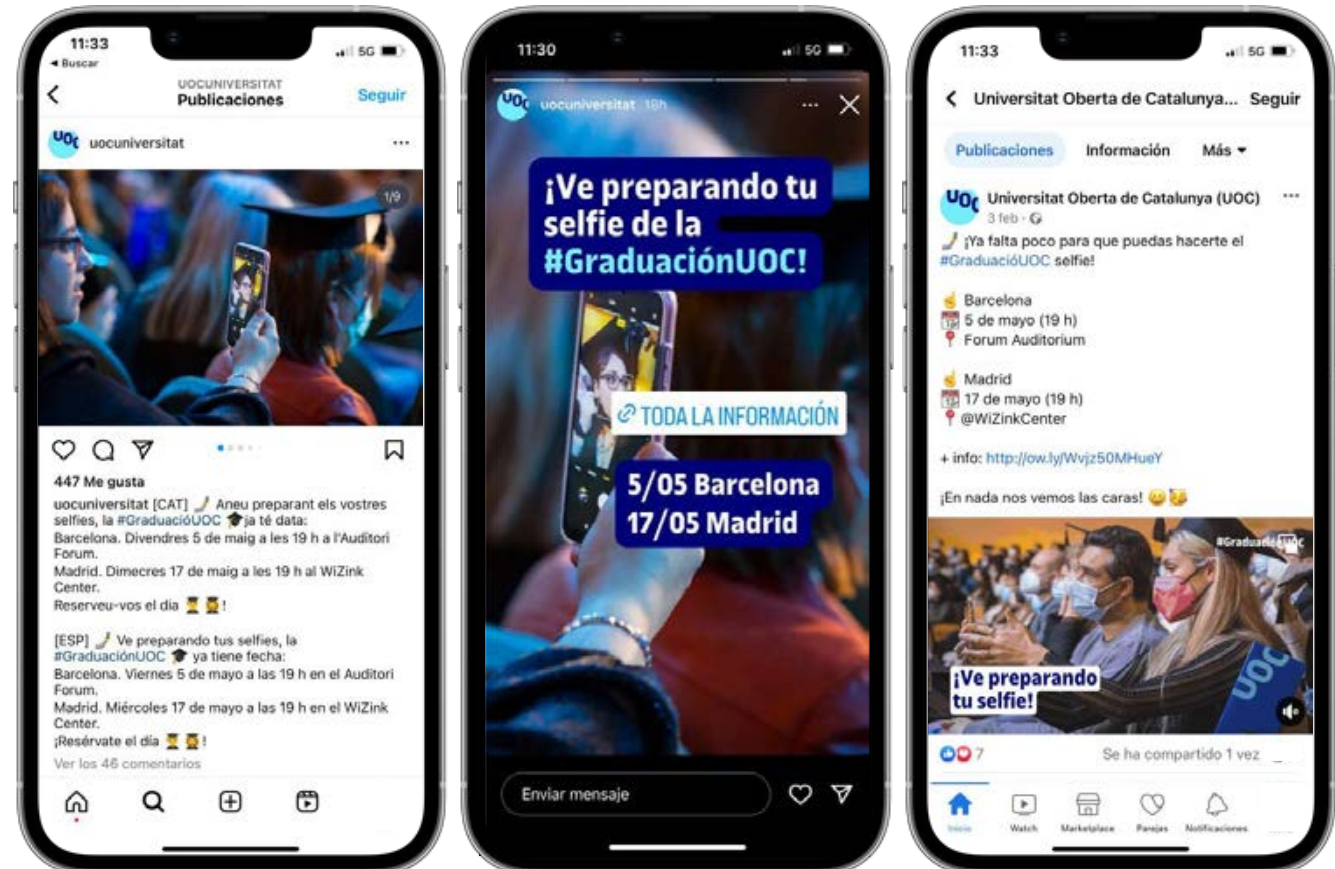 11:33
5G
◄ Buscar
UOCUNIVERSITAT
Publicaciones
Seguir
UOC
uocuniversitat
1/9
447 Me gusta
uocuniversitat [CAT] 🤳 Aneu preparant els vostres
selfies, la #GraduacióUOC 🎓 ja té data:
Barcelona. Divendres 5 de maig a les 19 h a l'Auditori
Forum.
Madrid. Dimecres 17 de maig a les 19 h al WiZink
Center.
Reserveu-vos el dia 👨‍🎓 👩‍🎓!
[ESP] 🤳 Ve preparando tus selfies, la
#GraduaciónUOC 🎓 ya tiene fecha:
Barcelona. Viernes 5 de mayo a las 19 h en el Auditori
Forum.
Madrid. Miércoles 17 de mayo a las 19 h en el WiZink
Center.
¡Resérvate el día 👨‍🎓 👩‍🎓!
Ver los 46 comentarios
11:30
5G
UOC
uocuniversitat 18h
¡Ve preparando tu
selfie de la
#GraduaciónUOC!
TODA LA INFORMACIÓN
5/05 Barcelona
17/05 Madrid
Enviar mensaje
11:33
5G
Universitat Oberta de Catalunya... Seguir
Publicaciones
Información
Más
UOC
Universitat Oberta de Catalunya (UOC)
3 feb
🤳 ¡Ya falta poco para que puedas hacerte el
#GraduacióUOC selfie!
☝ Barcelona
📅 5 de mayo (19 h)
📍 Forum Auditorium
☝ Madrid
📅 17 de mayo (19 h)
📍 @WiZinkCenter
+ info: http://ow.ly/Wvjz50MHueY
¡En nada nos vemos las caras! 😀 🥳
UOC
¡Ve preparando
tu selfie!
7
Se ha compartido 1 vez
Inicio
Watch
Marketplace
Parejas
Notificaciones